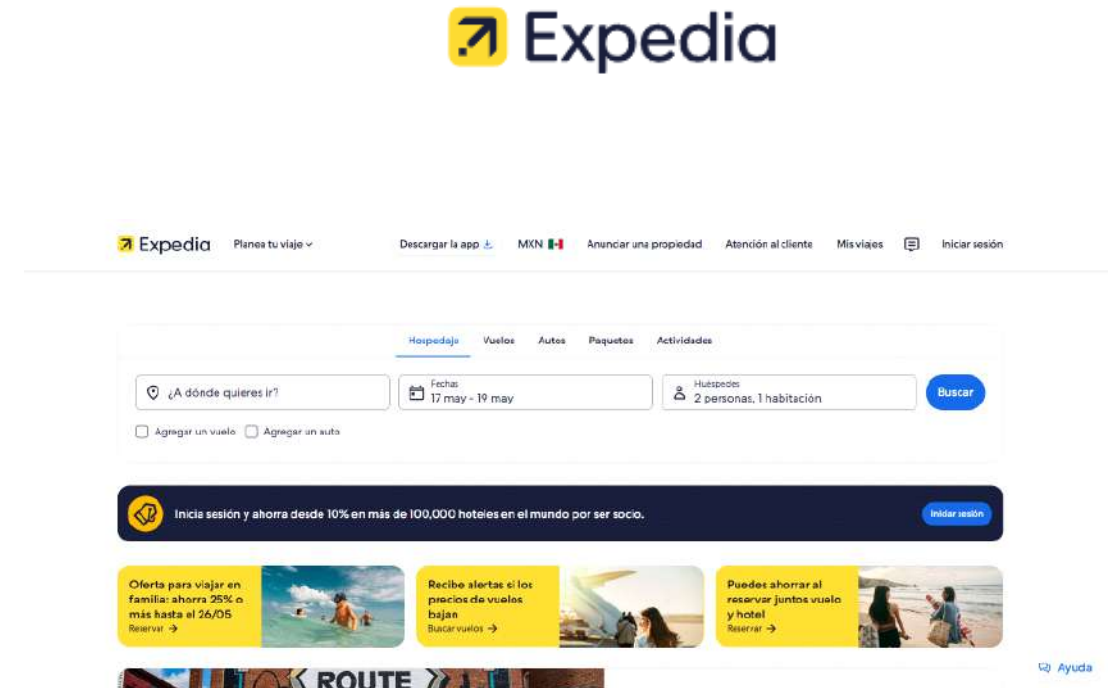 Expedia
Expedia
Planea tu viaje
Descargar la app
MXN
Anunciar una propiedad
Atención al cliente
Mis viajes
Iniciar sesión
Hospedaje
Vuelos
Autos
Paquetes
Actividades
¿A dónde quieres ir?
Fechas
17 may - 19 may
Huéspedes
2 personas, 1 habitación
Buscar
Agregar un vuelo
Agregar un auto
Inicia sesión y ahorra desde 10% en más de 100,000 hoteles en el mundo por ser socio.
Iniciar sesión
Oferta para viajar en
familia: ahorra 25% o
más hasta el 26/05
Reservar →
Recibe alertas si los
precios de vuelos
bajan
Buscar vuelos →
Puedes ahorrar al
reservar juntos vuelo
y hotel
Reservar →
ROUTE
Ayuda